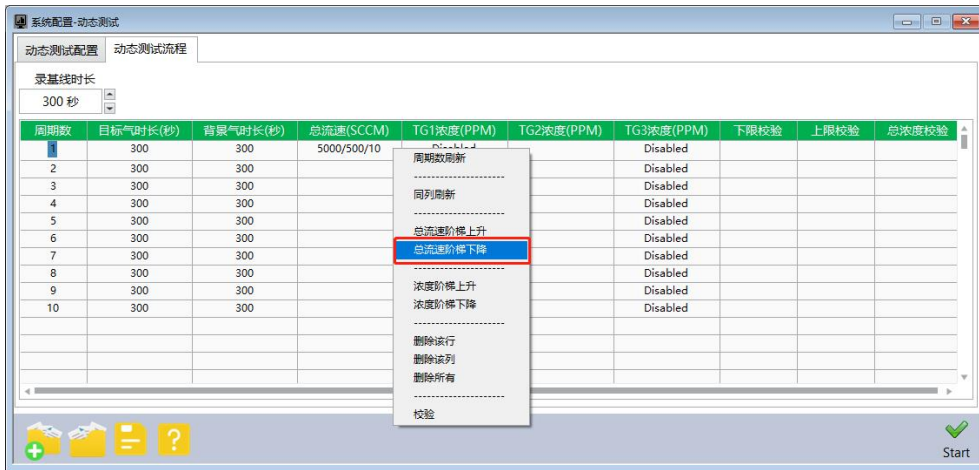 系统配置-动态测试
动态测试配置 动态测试流程
录基线时长
300 秒
周期数 目标气时长(秒) 背景气时长(秒) 总流速(SCCM) TG1浓度(PPM) TG2浓度(PPM) TG3浓度(PPM) 下限校验 上限校验 总浓度校验
1 300 300 5000/500/10 Disabled Disabled
2 300 300 Disabled
3 300 300 Disabled
4 300 300 Disabled
5 300 300 Disabled
6 300 300 Disabled
7 300 300 Disabled
8 300 300 Disabled
9 300 300 Disabled
10 300 300 Disabled
周期数刷新
--------------------
同列刷新
--------------------
总流速阶梯上升
总流速阶梯下降
--------------------
浓度阶梯上升
浓度阶梯下降
--------------------
删除该行
删除该列
删除所有
--------------------
校验
?
Start